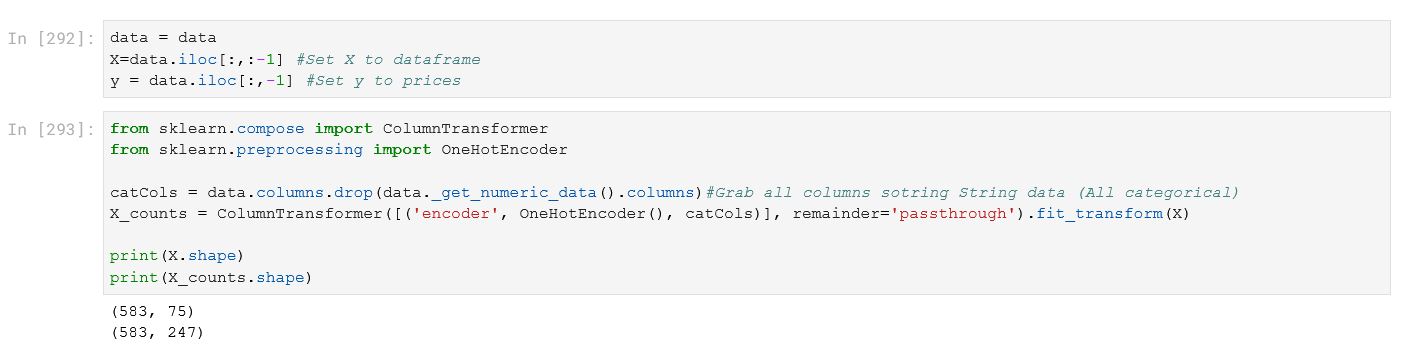 In [292]:
data = data
X=data.iloc[:,:-1] #Set X to dataframe
y = data.iloc[:,-1] #Set y to prices
In [293]:
from sklearn.compose import ColumnTransformer
from sklearn.preprocessing import OneHotEncoder
catCols = data.columns.drop(data._get_numeric_data().columns)#Grab all columns sotring String data (All categorical)
X_counts = ColumnTransformer([('encoder', OneHotEncoder(), catCols)], remainder='passthrough').fit_transform(X)
print(X.shape)
print(X_counts.shape)
(583, 75)
(583, 247)